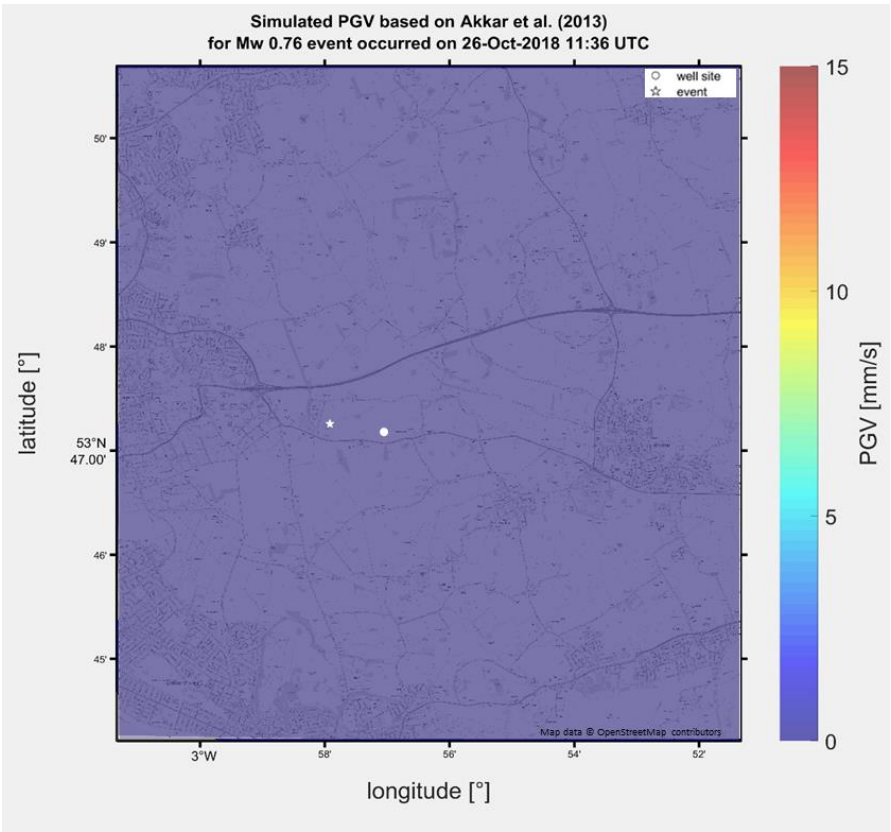 Simulated PGV based on Akkar et al. (2013)
for Mw 0.76 event occurred on 26-Oct-2018 11:36 UTC
well site
event
15
10
5
0
PGV [mm/s]
50'
49'
48'
53°N
47.00'
46'
45'
latitude [°]
Map data © OpenStreetMap contributors
3°W
58'
56'
54'
52'
longitude [°]